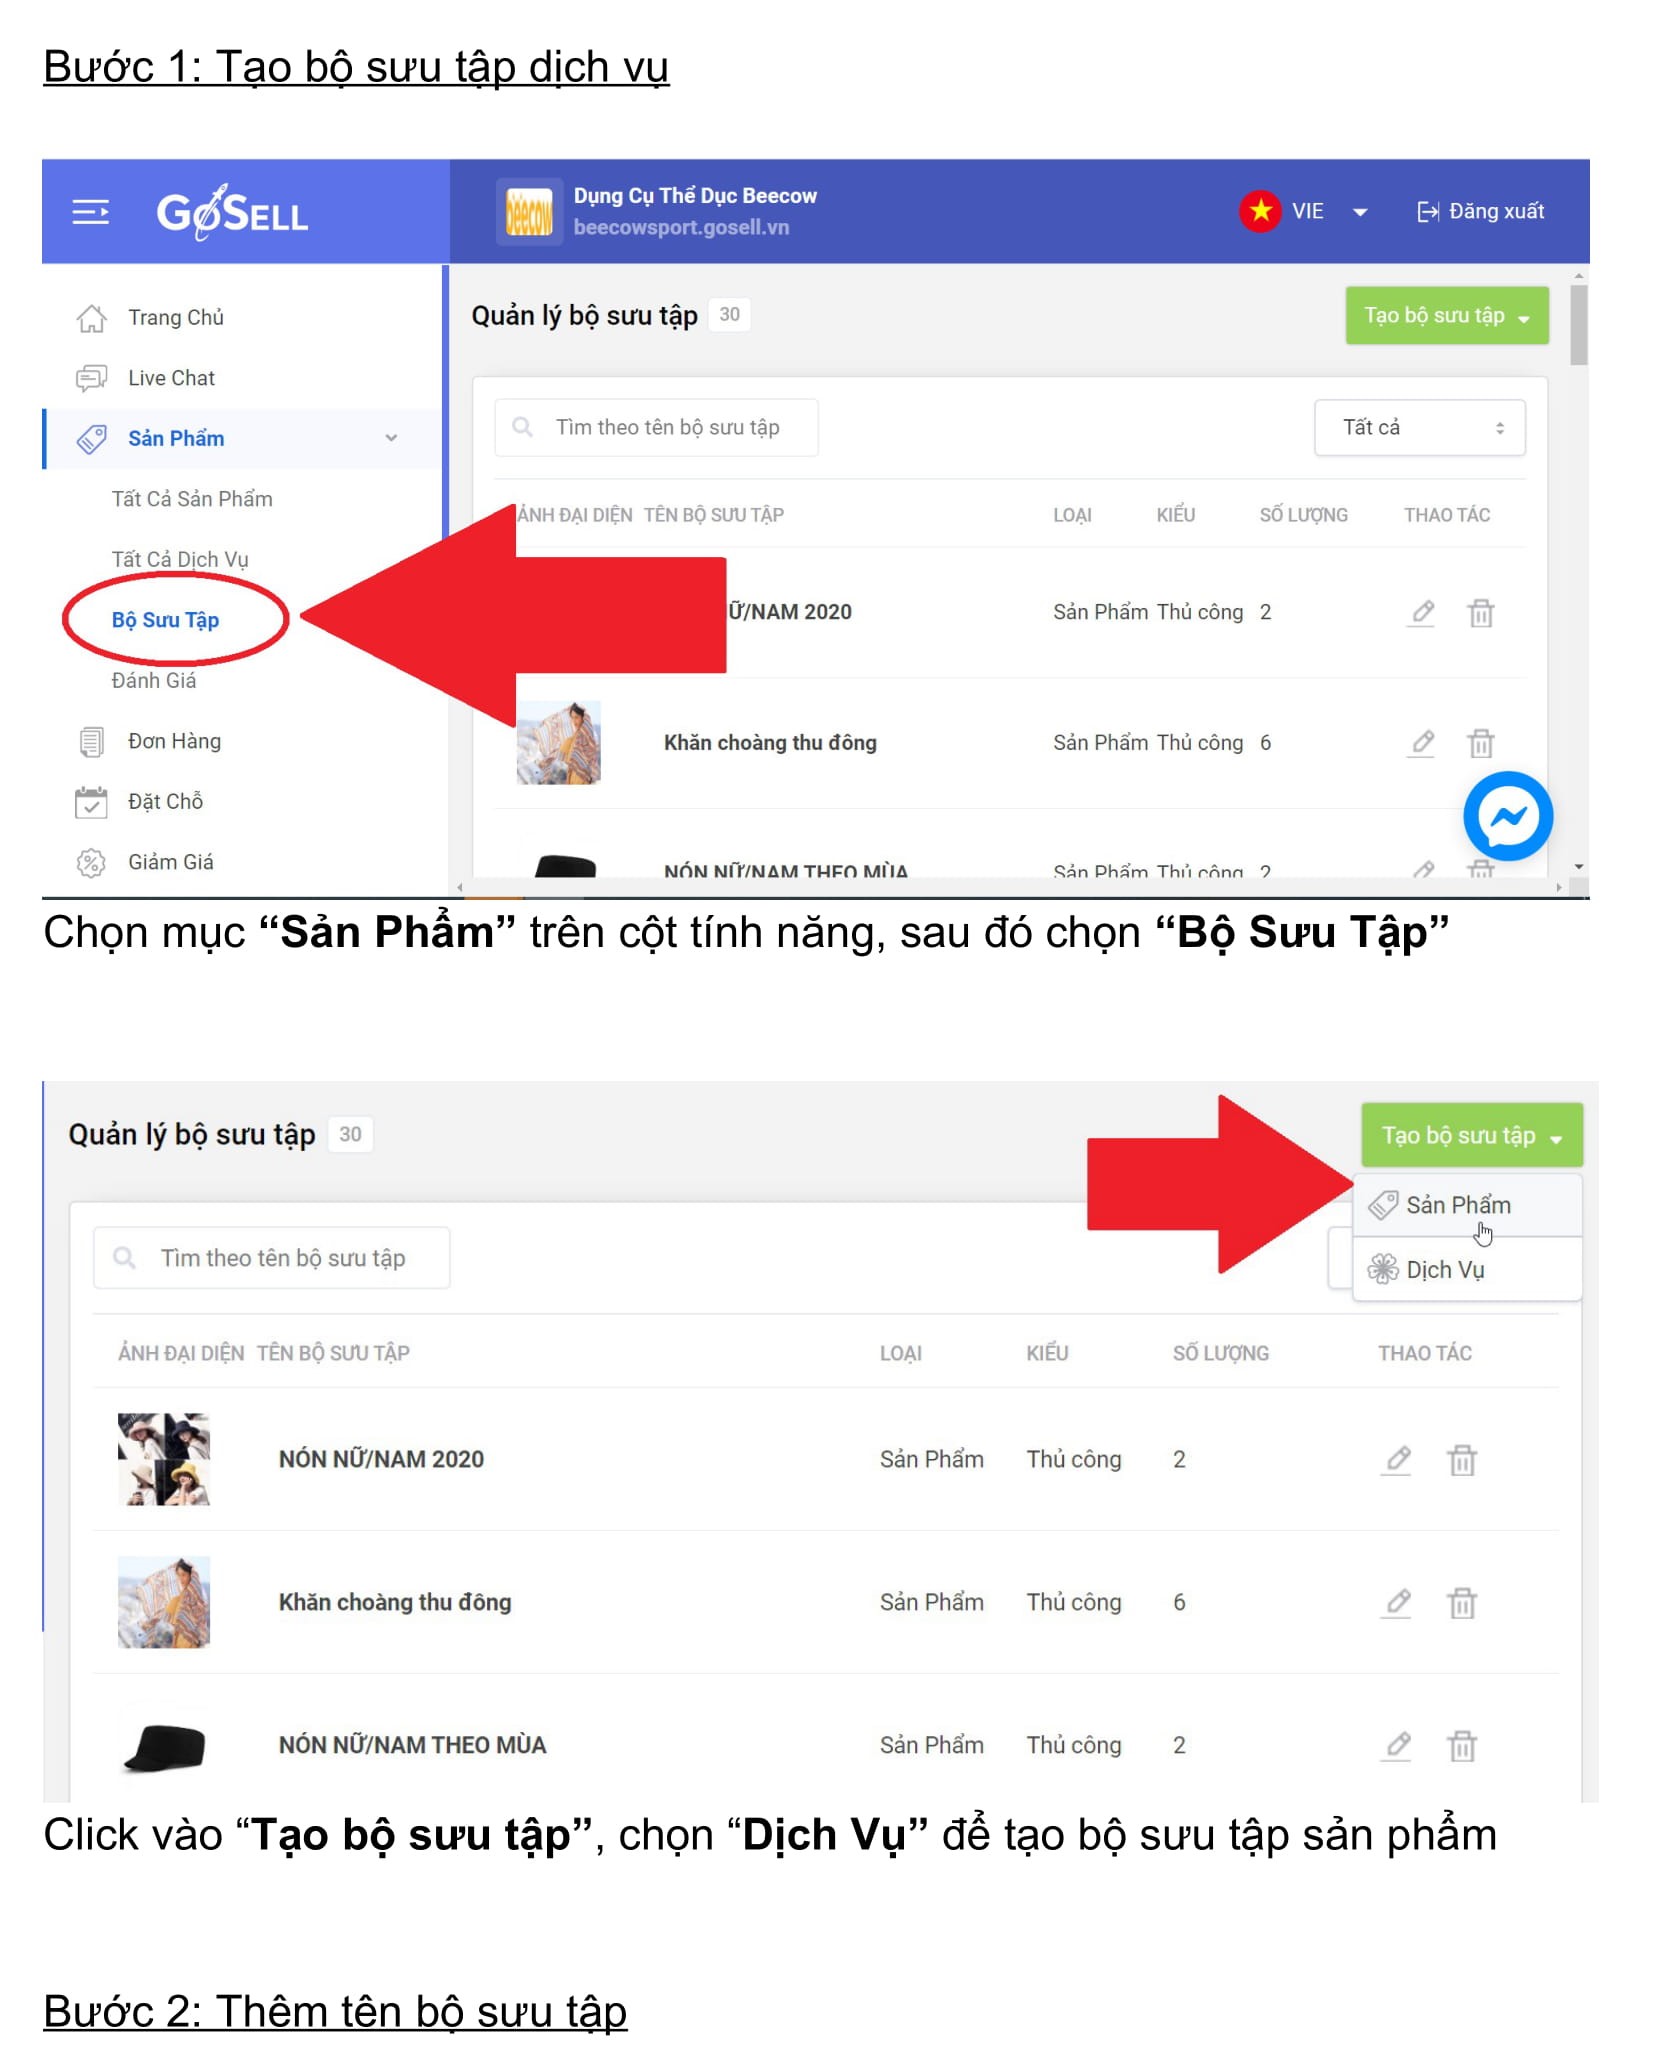 Bước 1: Tạo bộ sưu tập dịch vụ
GoSELL
beecow
Dụng Cụ Thể Dục Beecow
beecowsport.gosell.vn
VIE
Đăng xuất
Trang Chủ
Live Chat
Sản Phẩm
Tất Cả Sản Phẩm
Tất Cả Dịch Vụ
Bộ Sưu Tập
Đánh Giá
Đơn Hàng
Đặt Chỗ
Giảm Giá
Quản lý bộ sưu tập 30
Tạo bộ sưu tập
Tìm theo tên bộ sưu tập
Tất cả
ẢNH ĐẠI DIỆN TÊN BỘ SƯU TẬP LOẠI KIỂU SỐ LƯỢNG THAO TÁC
Ữ/NAM 2020 Sản Phẩm Thủ công 2
Khăn choàng thu đông Sản Phẩm Thủ công 6
NÓN NỮ/NAM THEO MÙA Sản Phẩm Thủ công 2
Chọn mục “Sản Phẩm” trên cột tính năng, sau đó chọn “Bộ Sưu Tập”
Quản lý bộ sưu tập 30
Tạo bộ sưu tập
Sản Phẩm
Dịch Vụ
Tìm theo tên bộ sưu tập
ẢNH ĐẠI DIỆN TÊN BỘ SƯU TẬP LOẠI KIỂU SỐ LƯỢNG THAO TÁC
NÓN NỮ/NAM 2020 Sản Phẩm Thủ công 2
Khăn choàng thu đông Sản Phẩm Thủ công 6
NÓN NỮ/NAM THEO MÙA Sản Phẩm Thủ công 2
Click vào “Tạo bộ sưu tập”, chọn “Dịch Vụ” để tạo bộ sưu tập sản phẩm
Bước 2: Thêm tên bộ sưu tập